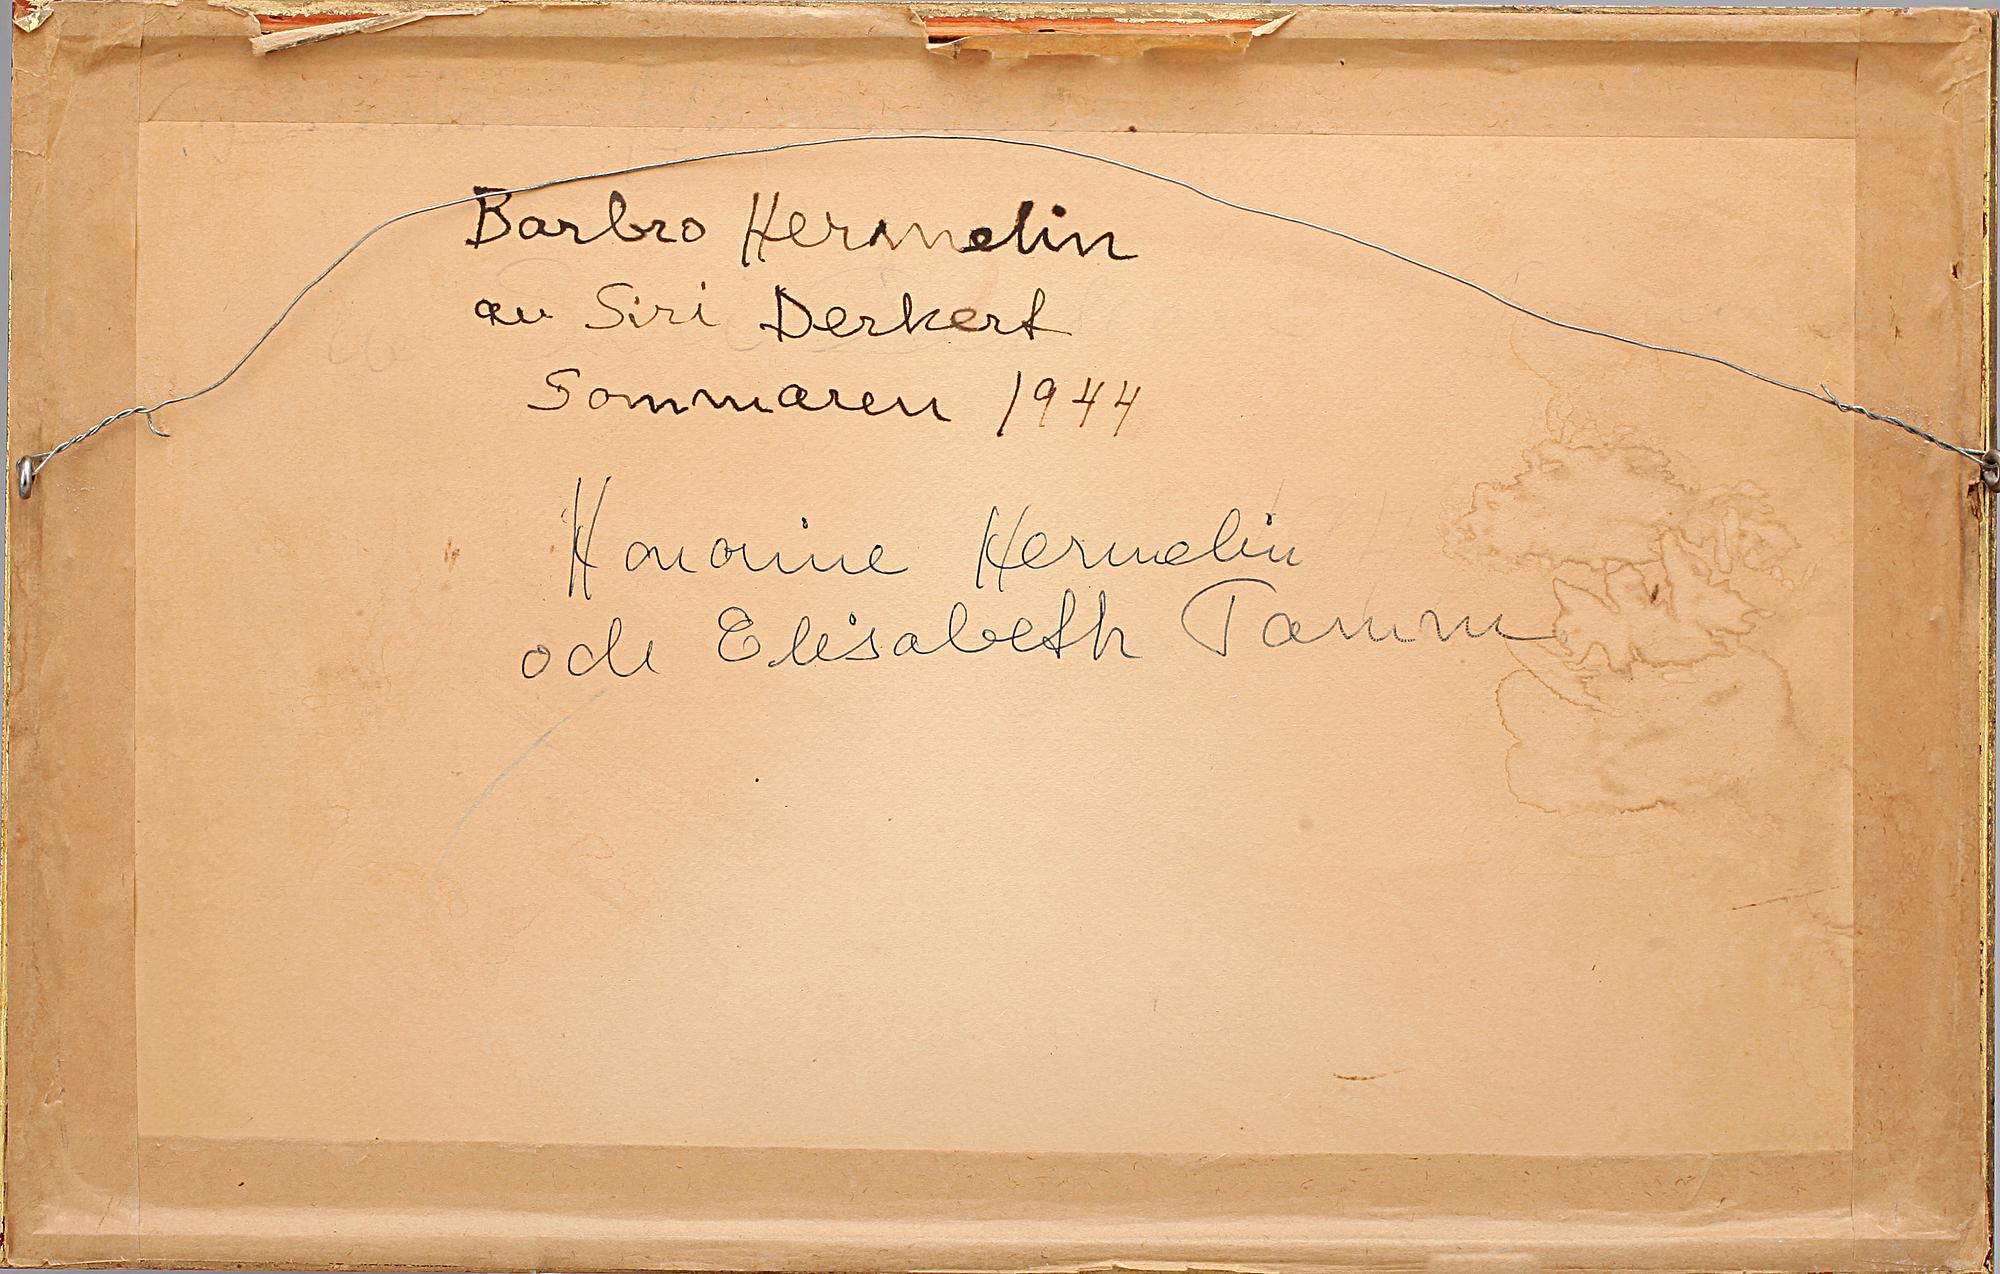 Barbro Hermelin
av Siri Derkert
Sommaren 1944
Honorine Hermelin
och Elisabeth Tamm